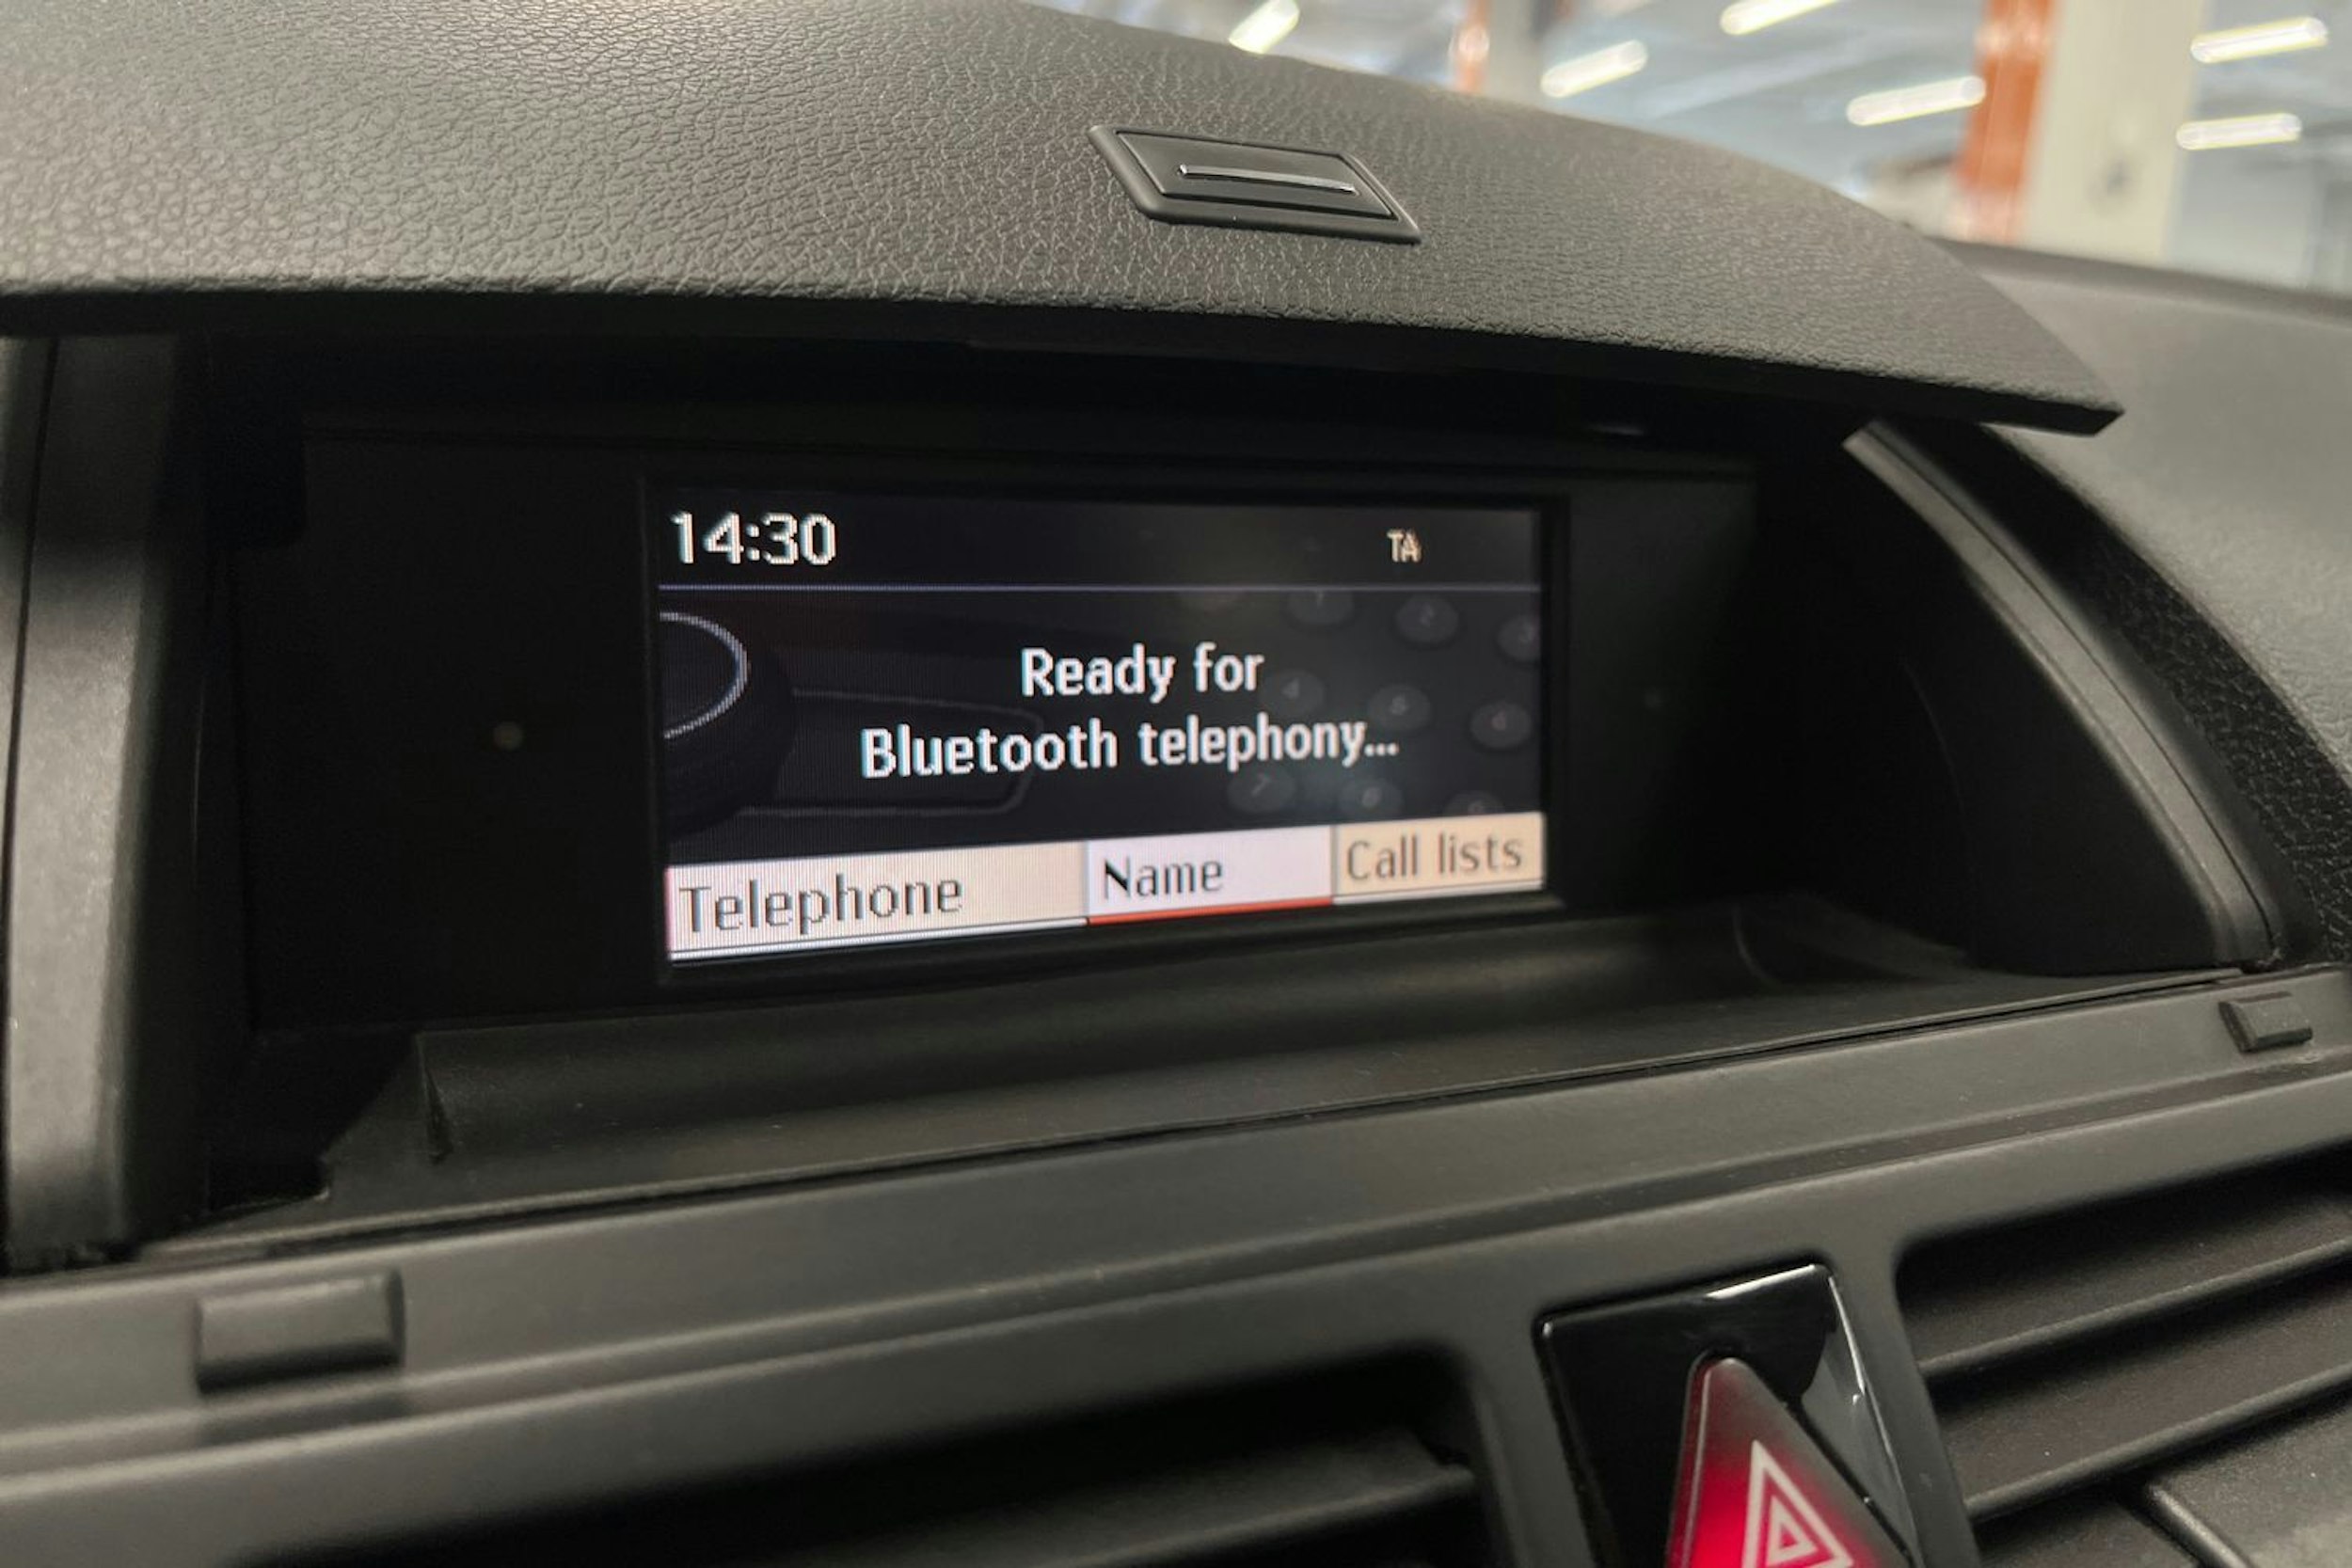 14:30 TA
Ready for
Bluetooth telephony...
Telephone Name Call lists